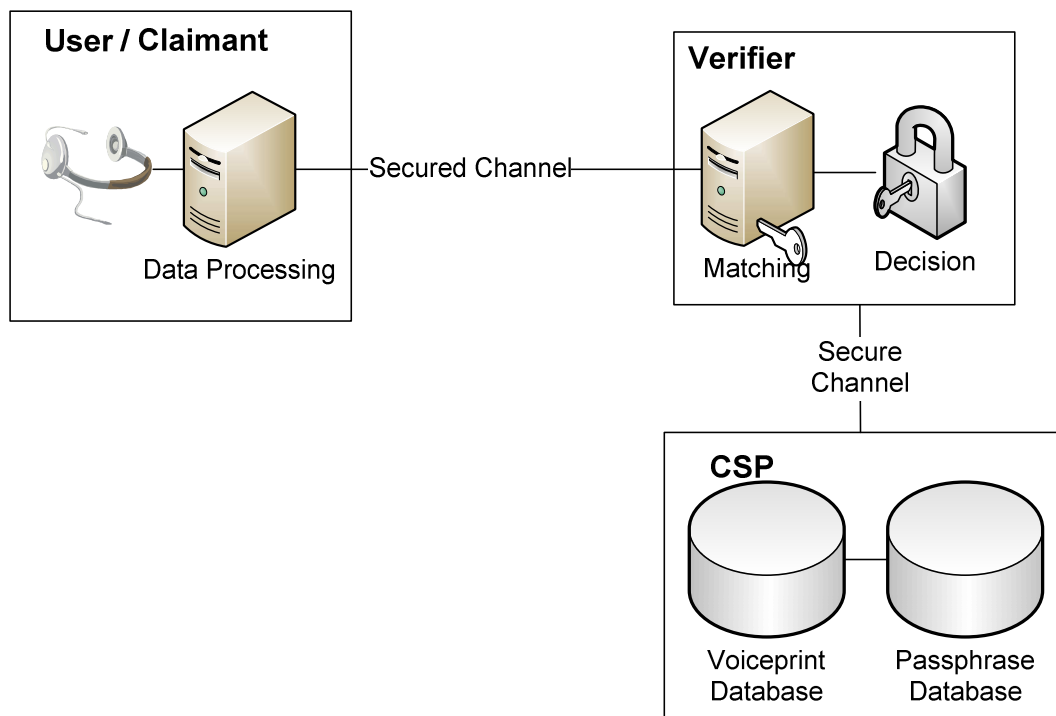 User / Claimant
Data Processing
Secured Channel
Verifier
Matching
Decision
Secure
Channel
CSP
Voiceprint
Database
Passphrase
Database